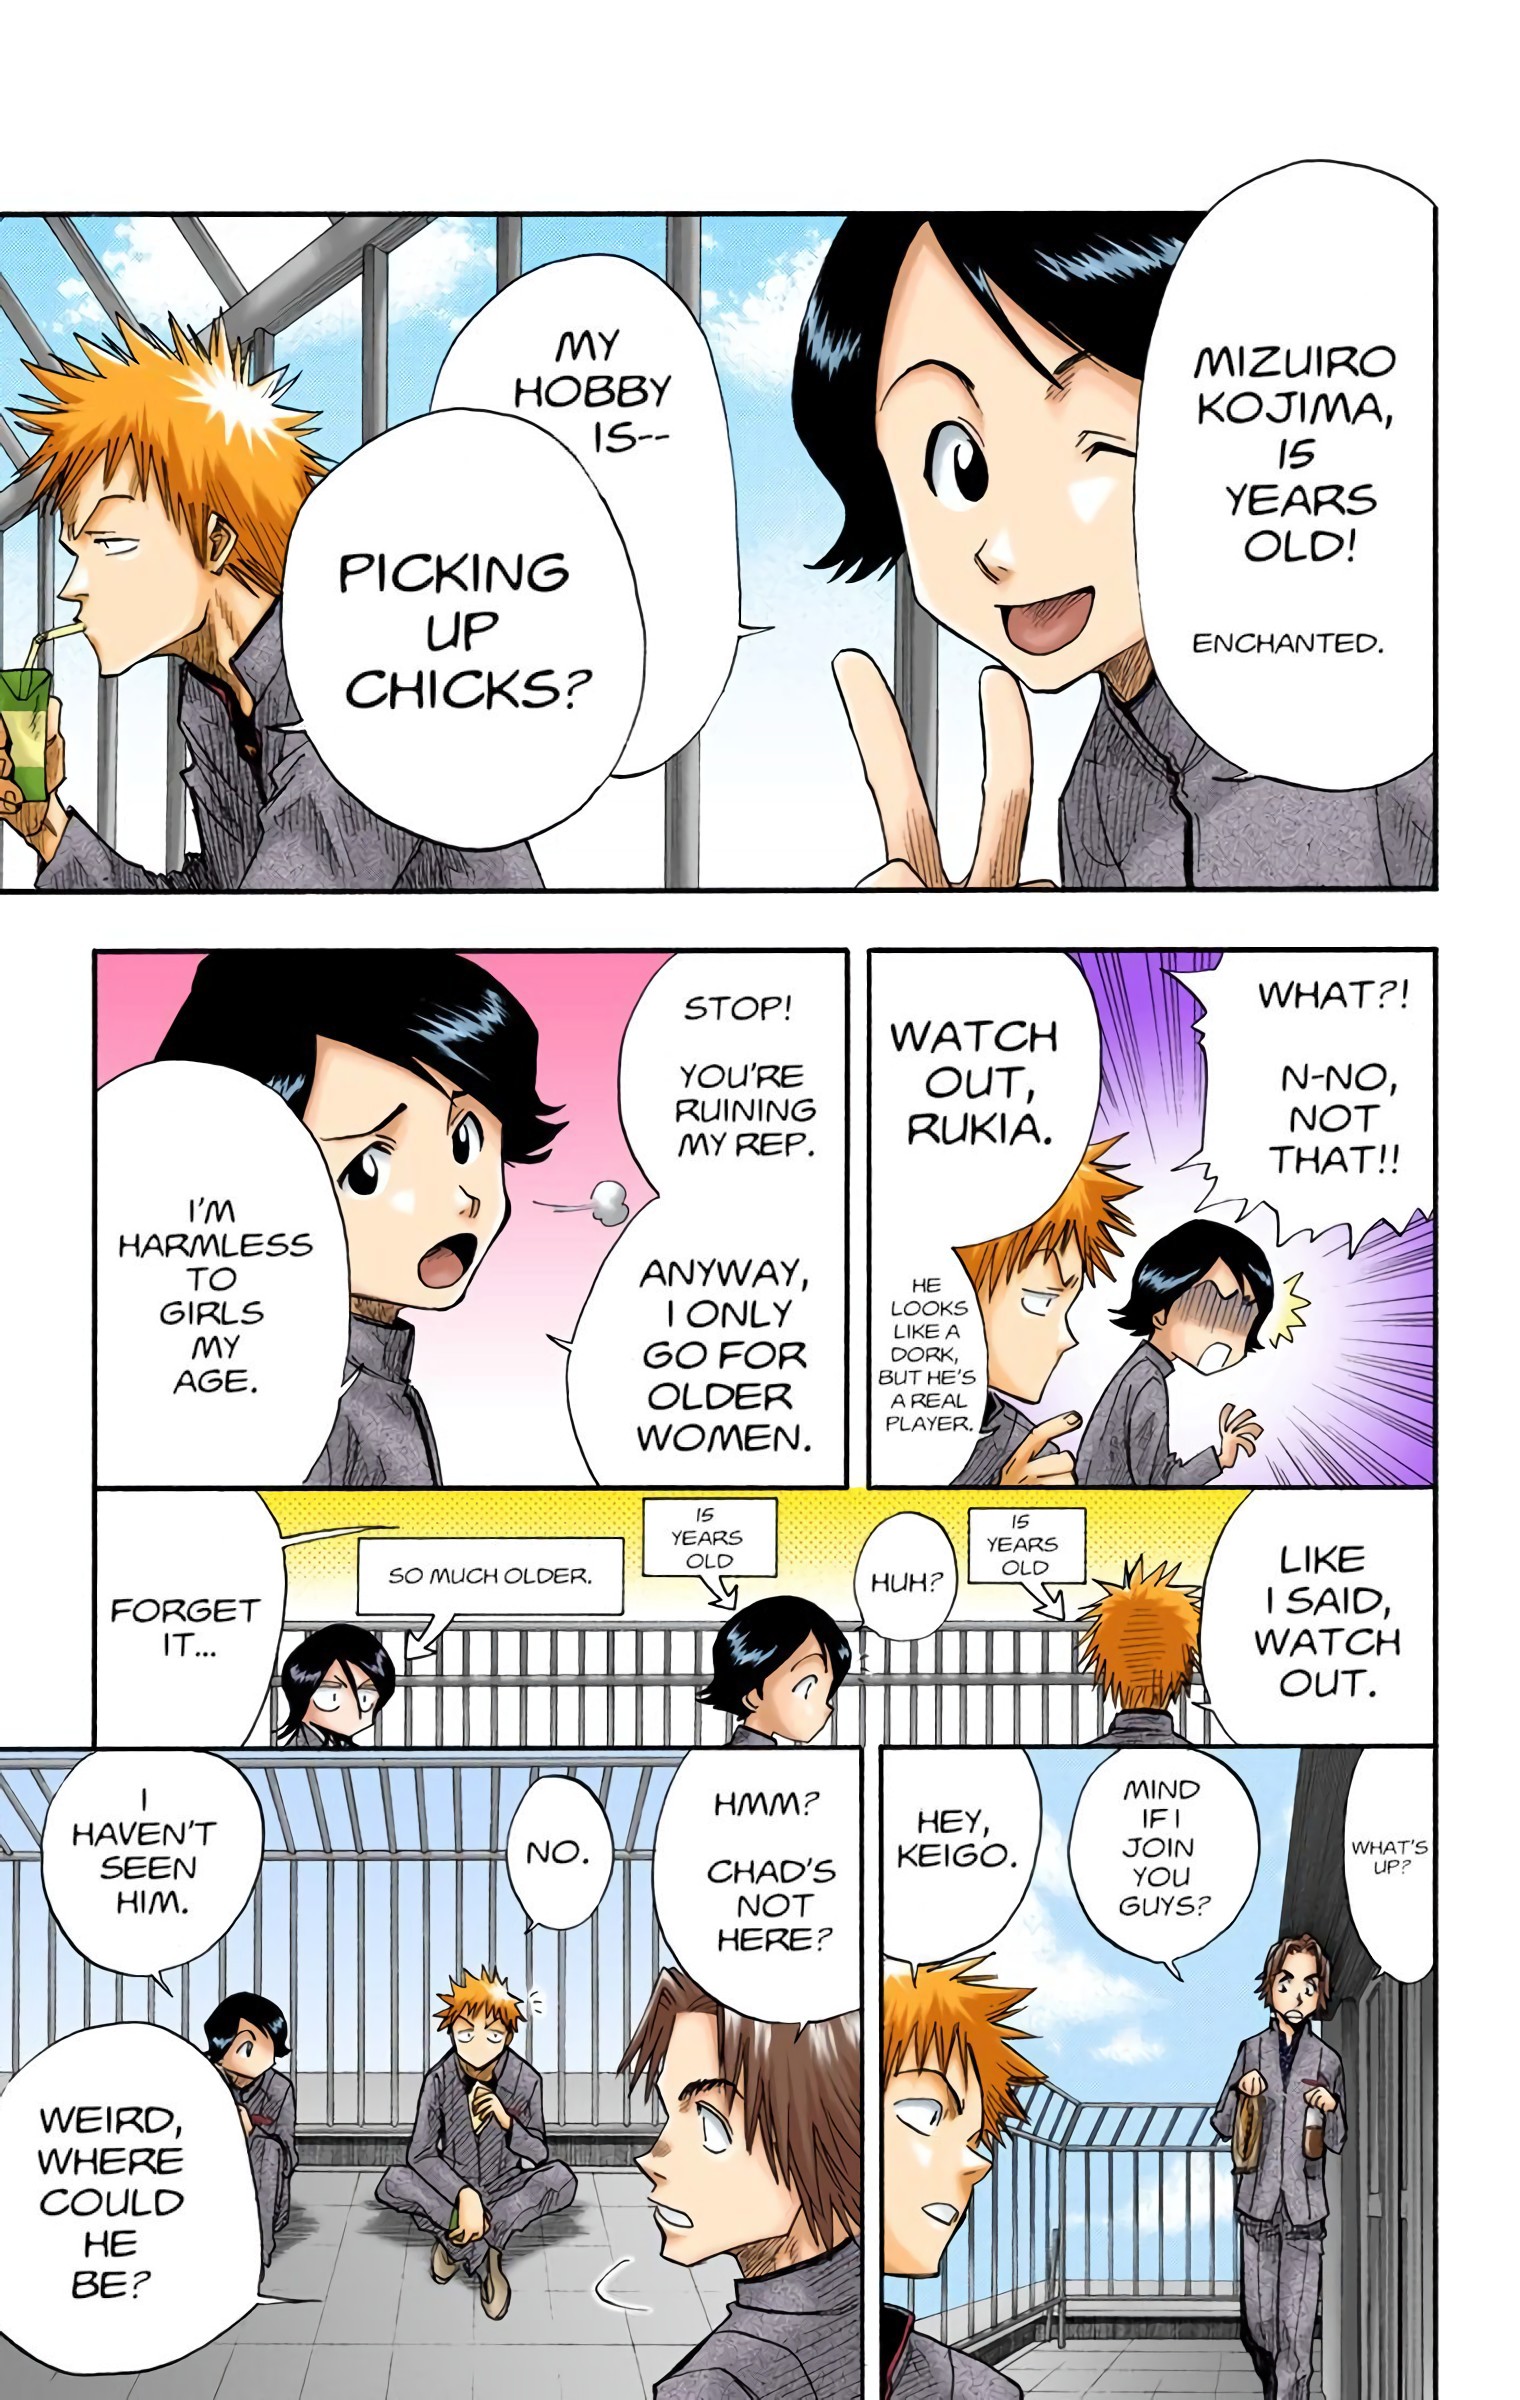 MIZUIRO
KOJIMA,
15
YEARS
OLD!
ENCHANTED.
MY
HOBBY
IS--
PICKING
UP
CHICKS?
WHAT?!
N-NO,
NOT
THAT!!
WATCH
OUT,
RUKIA.
HE
LOOKS
LIKE A
DORK,
BUT HE'S
A REAL
PLAYER.
STOP!
YOU'RE
RUINING
MY REP.
ANYWAY,
I ONLY
GO FOR
OLDER
WOMEN.
I'M
HARMLESS
TO
GIRLS
MY
AGE.
LIKE
I SAID,
WATCH
OUT.
15
YEARS
OLD
HUH?
15
YEARS
OLD
SO MUCH OLDER.
FORGET
IT...
WHAT'S
UP?
MIND
IF I
JOIN
YOU
GUYS?
HEY,
KEIGO.
HMM?
CHAD'S
NOT
HERE?
NO.
I
HAVEN'T
SEEN
HIM.
WEIRD,
WHERE
COULD
HE
BE?